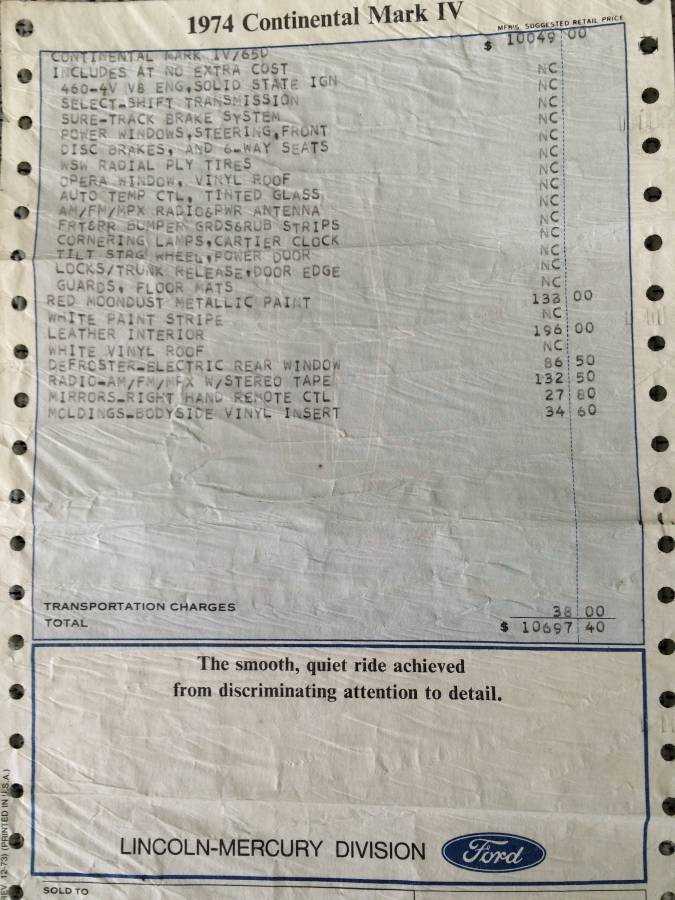 1974 Continental Mark IV
MFR'S. SUGGESTED RETAIL PRICE
CONTINENTAL MARK IV/65D $ 10049 00
INCLUDES AT NO EXTRA COST NC
460-4V V8 ENG,SOLID STATE IGN NC
SELECT-SHIFT TRANSMISSION NC
SURE-TRACK BRAKE SYSTEM NC
POWER WINDOWS,STEERING,FRONT NC
DISC BRAKES, AND 6-WAY SEATS NC
WSW RADIAL PLY TIRES NC
OPERA WINDOW, VINYL ROOF NC
AUTO TEMP CTL, TINTED GLASS NC
AM/FM/MPX RADIO&PWR ANTENNA NC
FRT&RR BUMPER GRDS&RUB STRIPS NC
CORNERING LAMPS,CARTIER CLOCK NC
TILT STRG WHEEL,POWER DOOR NC
LOCKS/TRUNK RELEASE,DOOR EDGE NC
GUARDS, FLOOR MATS NC
RED MOONDUST METALLIC PAINT 133 00
WHITE PAINT STRIPE NC
LEATHER INTERIOR 196 00
WHITE VINYL ROOF NC
DEFROSTER-ELECTRIC REAR WINDOW 86 50
RADIO-AM/FM/MPX W/STEREO TAPE 132 50
MIRRORS-RIGHT HAND REMOTE CTL 27 80
MOLDINGS-BODYSIDE VINYL INSERT 34 60
TRANSPORTATION CHARGES 38 00
TOTAL $ 10697 40
The smooth, quiet ride achieved
from discriminating attention to detail.
LINCOLN-MERCURY DIVISION Ford
REV. 12-73) (PRINTED IN U.S.A.)
SOLD TO